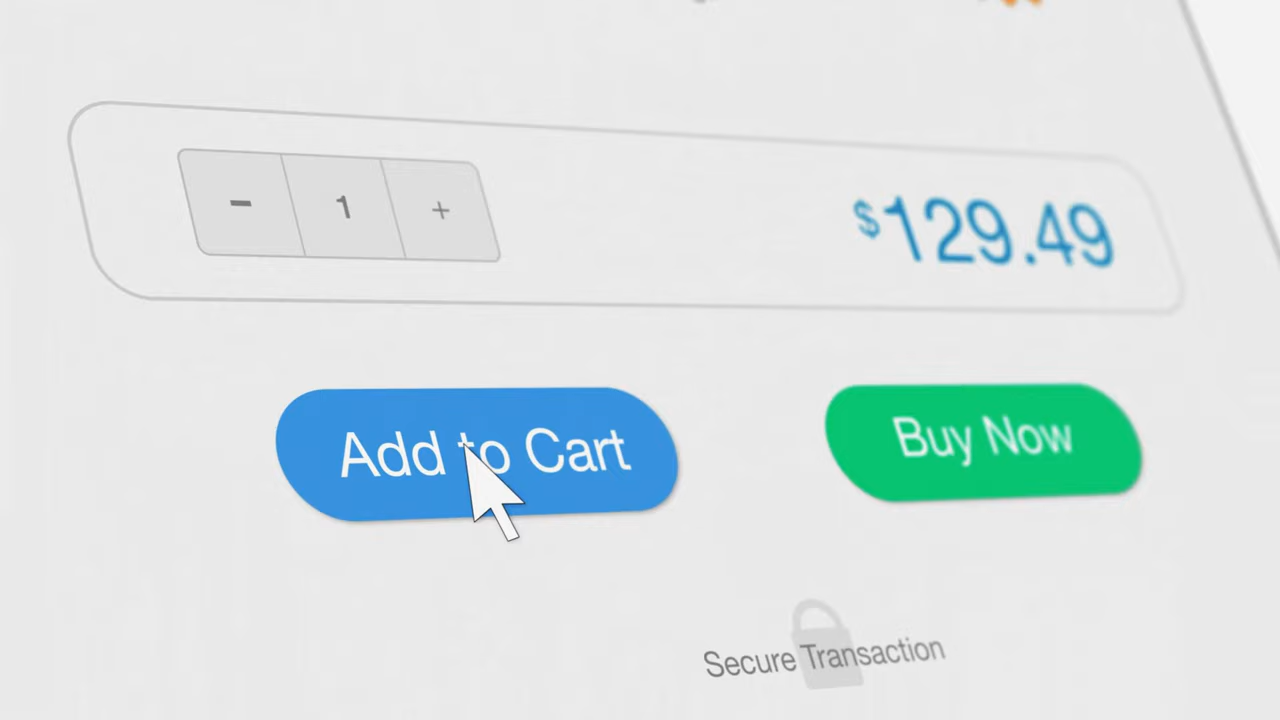 - 1 + $129.49
Add to Cart Buy Now
Secure Transaction